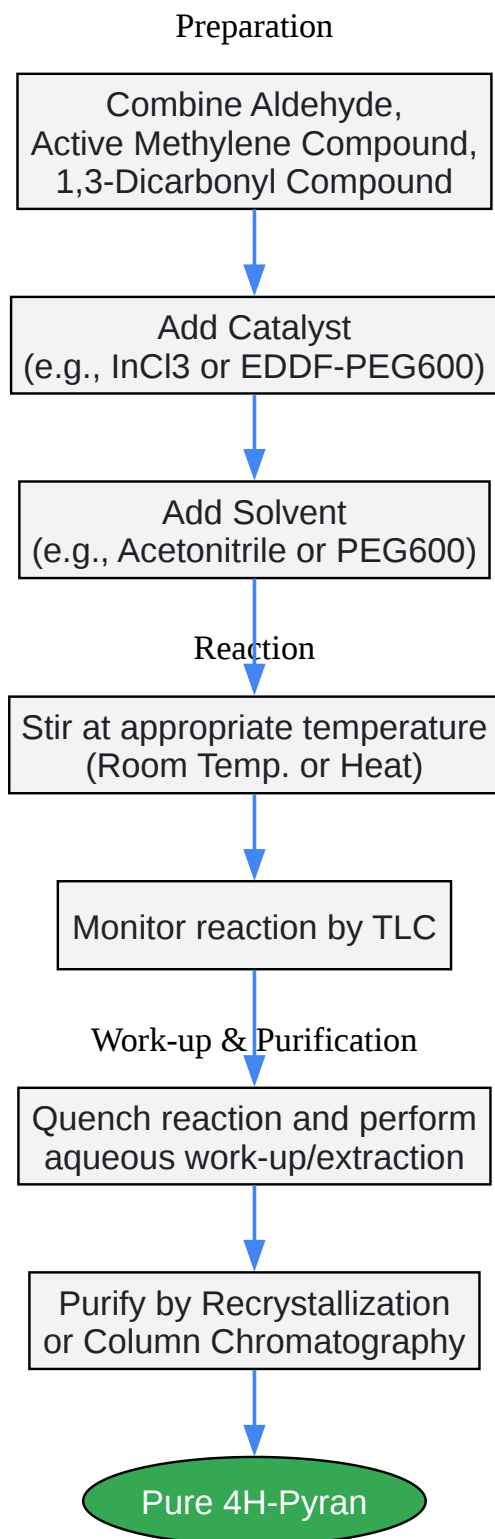 Preparation
Combine Aldehyde,
Active Methylene Compound,
1,3-Dicarbonyl Compound
Add Catalyst
(e.g., InCl3 or EDDF-PEG600)
Add Solvent
(e.g., Acetonitrile or PEG600)
Reaction
Stir at appropriate temperature
(Room Temp. or Heat)
Monitor reaction by TLC
Work-up & Purification
Quench reaction and perform
aqueous work-up/extraction
Purify by Recrystallization
or Column Chromatography
Pure 4H-Pyran